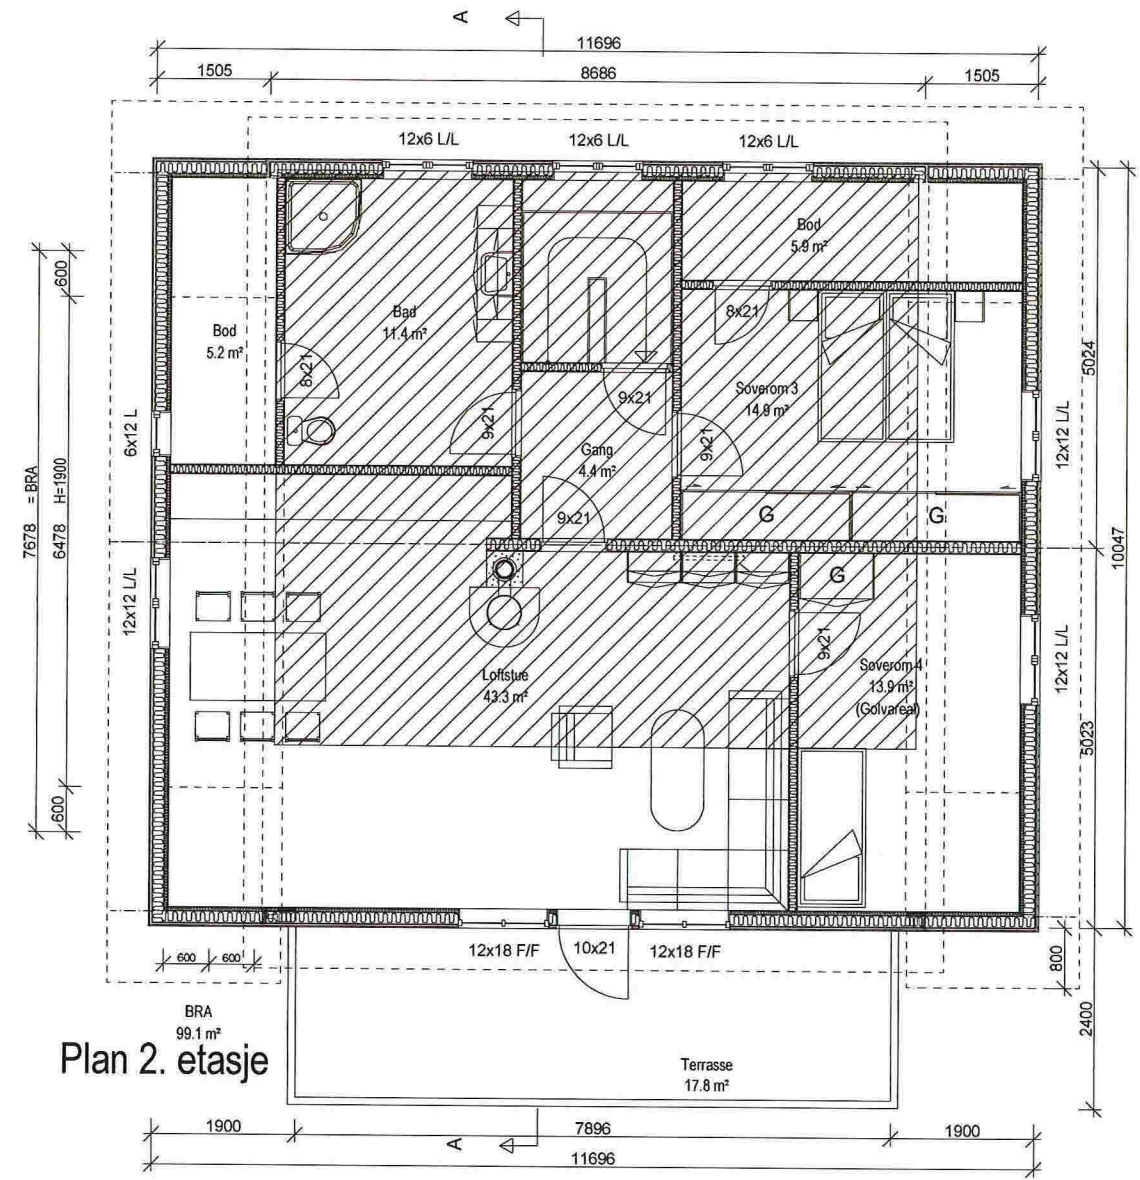 A
11696
1505
8686
1505
12x6 L/L
12x6 L/L
12x6 L/L
600
7678 = BRA
6478 H=1900
600
6x12 L
12x12 L/L
Bod
5.2 m²
Bad
11.4 m²
8x21
9x21
9x21
Gang
4.4 m²
9x21
9x21
Bod
5.9 m²
8x21
Soverom 3
14.9 m²
G
G
G
5024
12x12 L/L
10047
12x12 L/L
5023
Loftstue
43.3 m²
9x21
Soverom 4
13.9 m²
(Golvareal)
12x18 F/F
10x21
12x18 F/F
600
600
800
2400
BRA
99.1 m²
Plan 2. etasje
Terrasse
17.8 m²
1900
A
7896
1900
11696